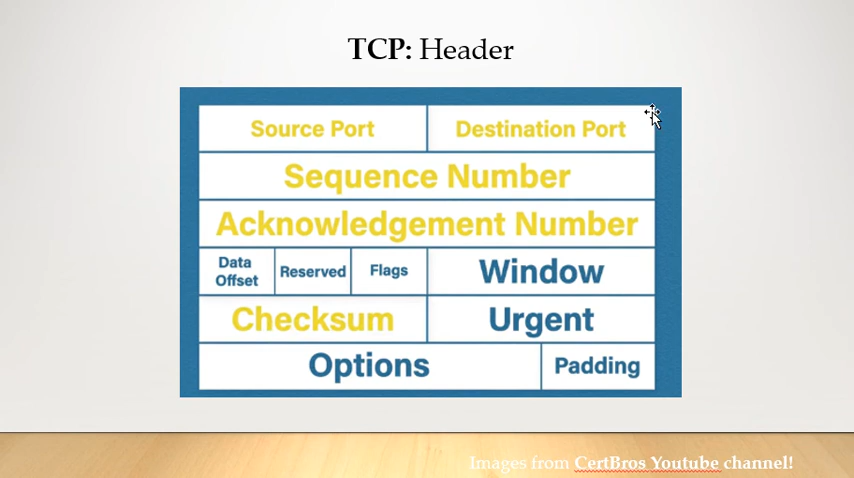 TCP: Header
Source Port Destination Port
Sequence Number
Acknowledgement Number
Data
Offset
Reserved
Flags
Window
Checksum Urgent
Options Padding
Images from CertBros Youtube channel!